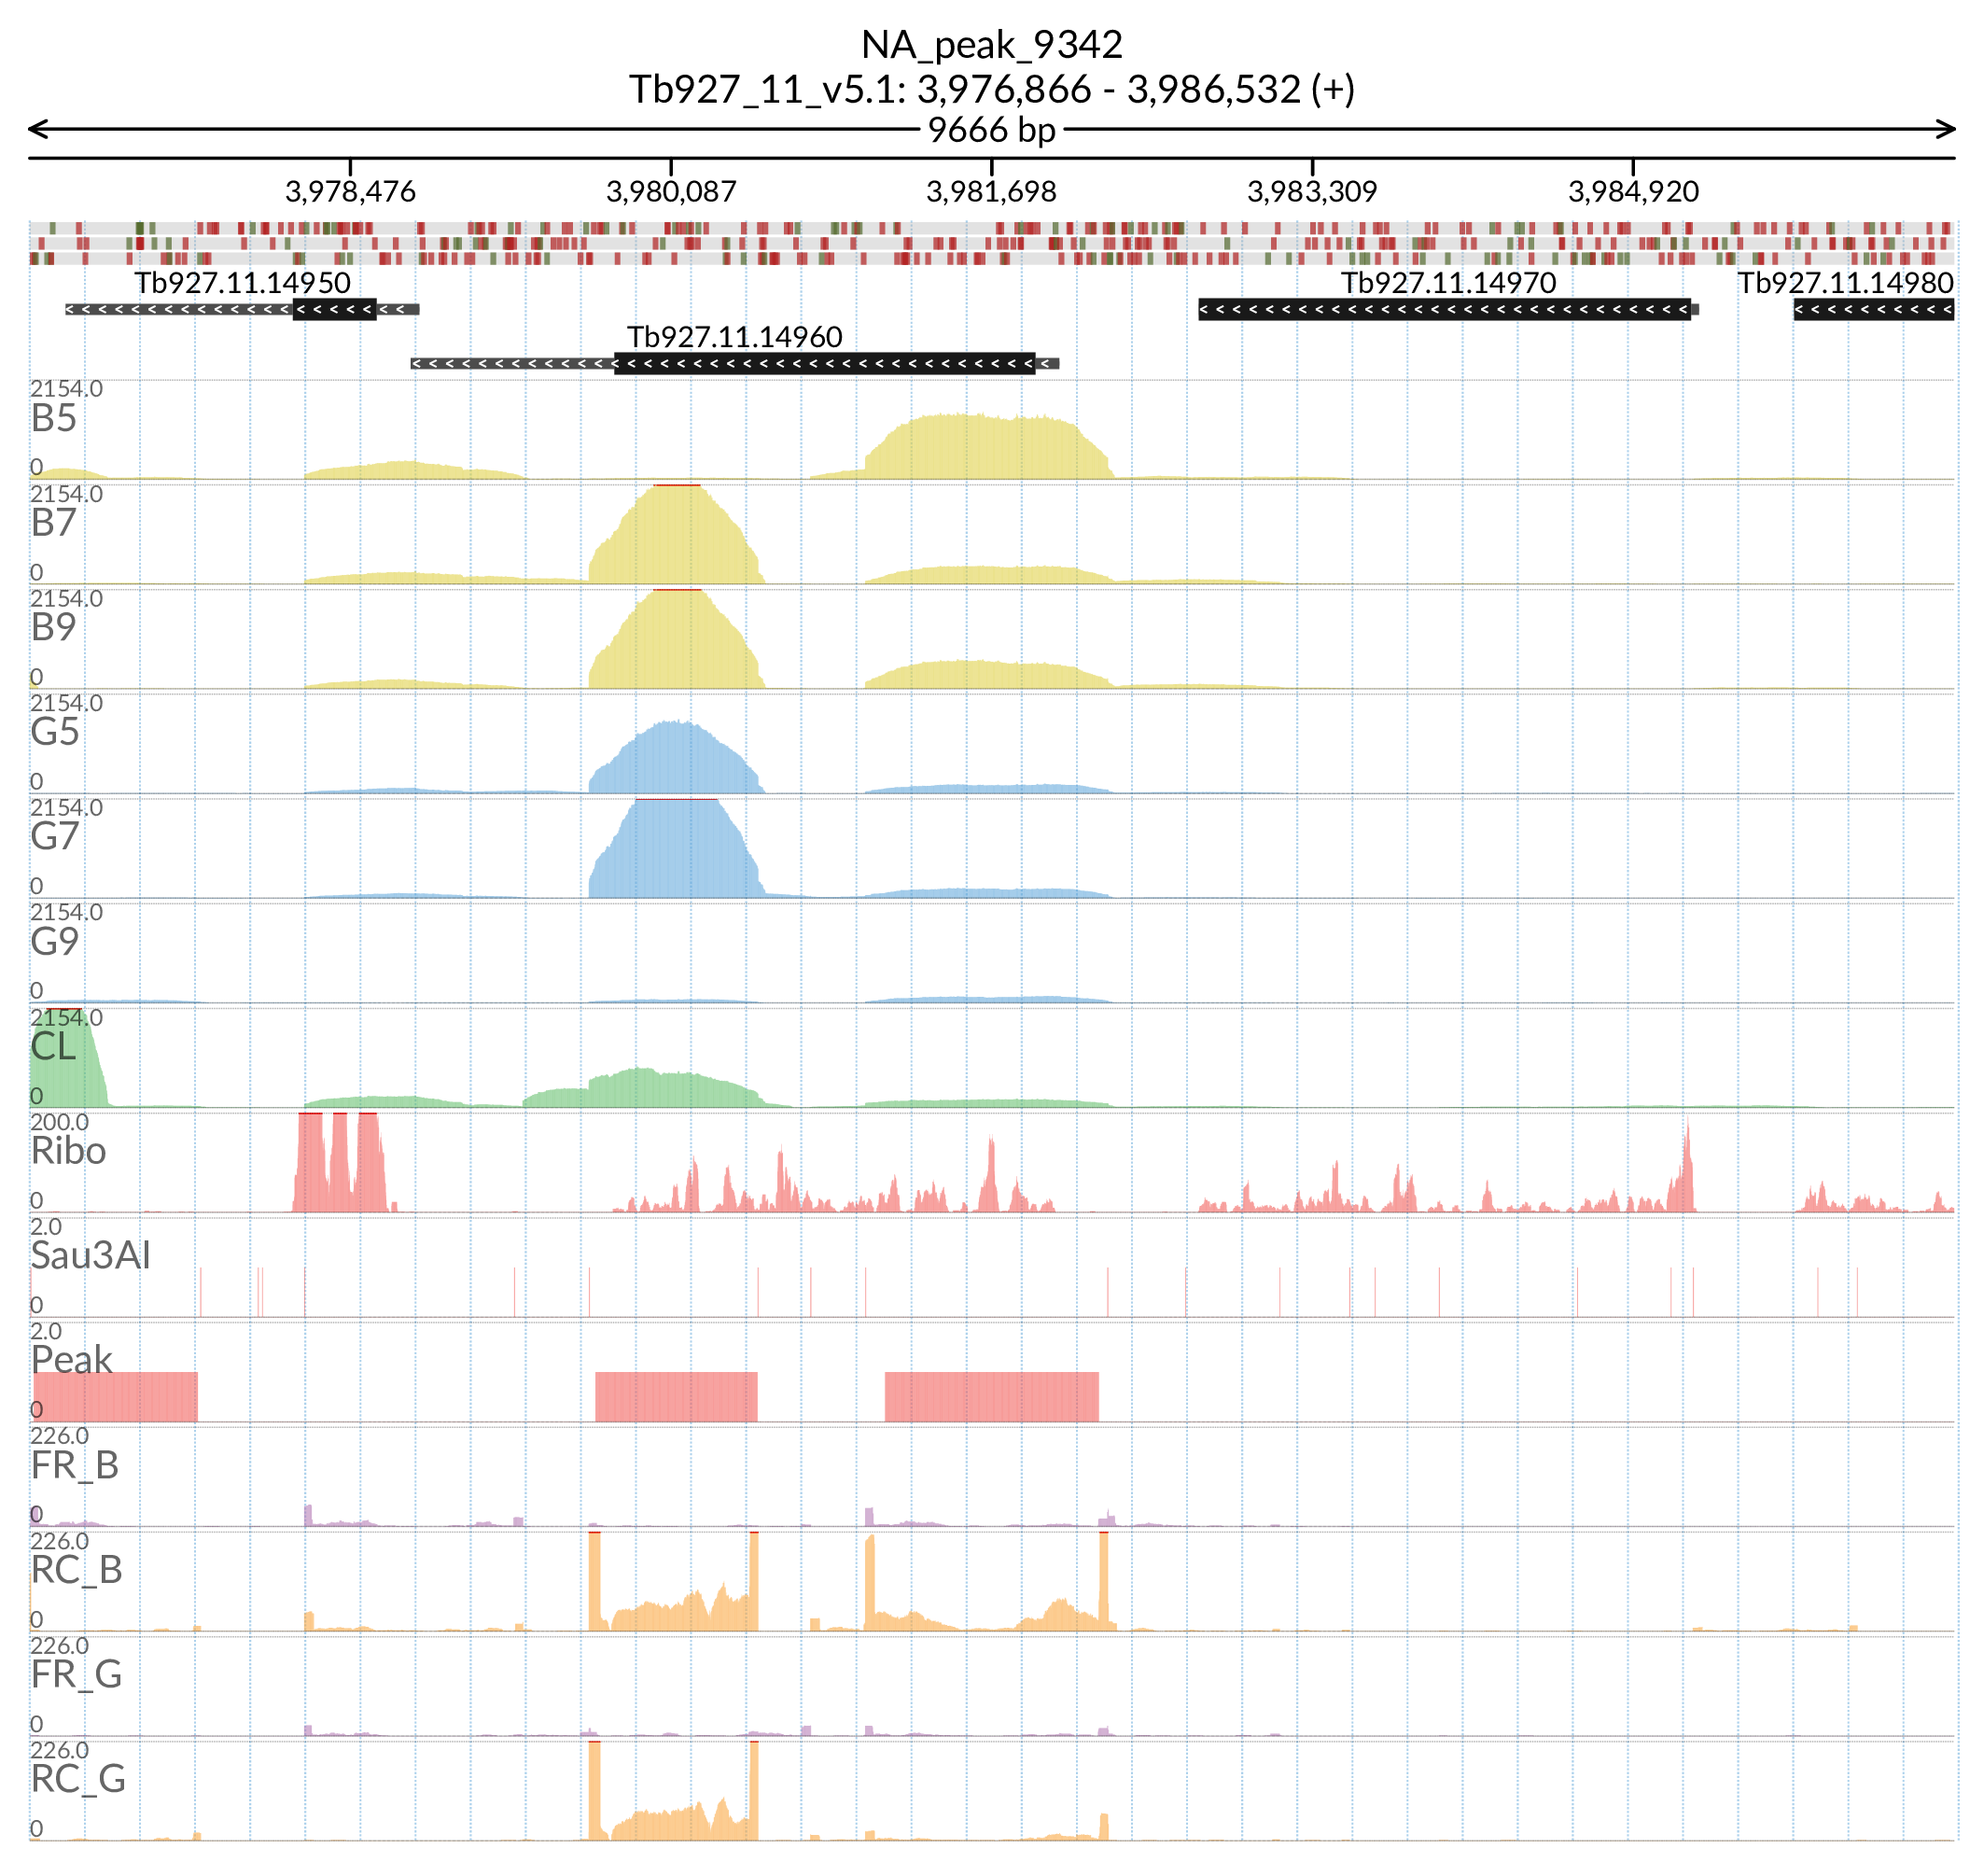 NA_peak_9342
Tb927_11_v5.1: 3,976,866 - 3,986,532 (+)
9666 bp
3,978,476 3,980,087 3,981,698 3,983,309 3,984,920
Tb927.11.14950 Tb927.11.14970 Tb927.11.14980
Tb927.11.14960
2154.0
B5
0
2154.0
B7
0
2154.0
B9
0
2154.0
G5
0
2154.0
G7
0
2154.0
G9
0
2154.0
CL
0
200.0
Ribo
0
2.0
Sau3AI
0
2.0
Peak
0
226.0
FR_B
0
226.0
RC_B
0
226.0
FR_G
0
226.0
RC_G
0